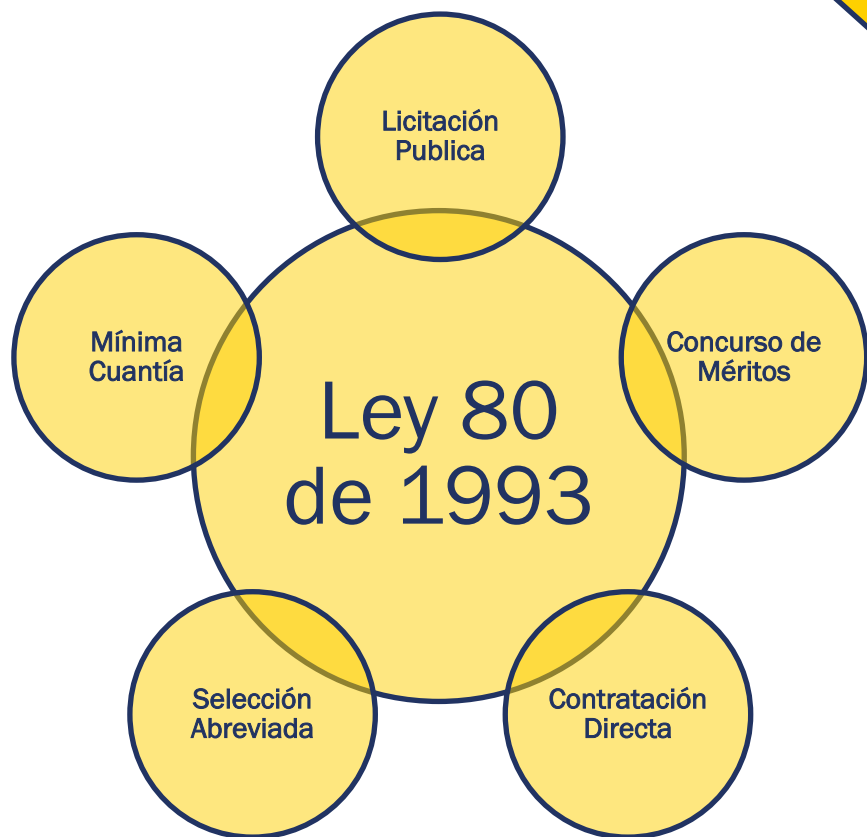 Licitación
Publica
Mínima
Cuantía
Concurso de
Méritos
Ley 80
de 1993
Selección
Abreviada
Contratación
Directa